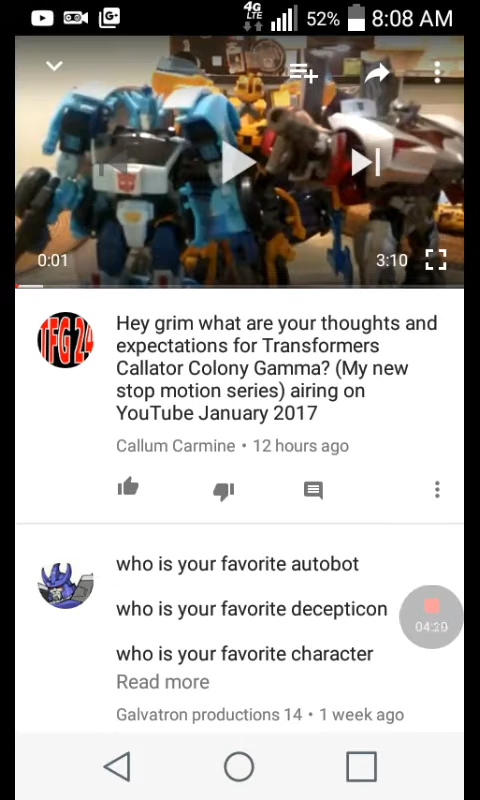 4G
LTE
52%
8:08 AM
0:01
3:10
TFG 24
Hey grim what are your thoughts and
expectations for Transformers
Callator Colony Gamma? (My new
stop motion series) airing on
YouTube January 2017
Callum Carmine • 12 hours ago
who is your favorite autobot
who is your favorite decepticon
04:29
who is your favorite character
Read more
Galvatron productions 14 • 1 week ago